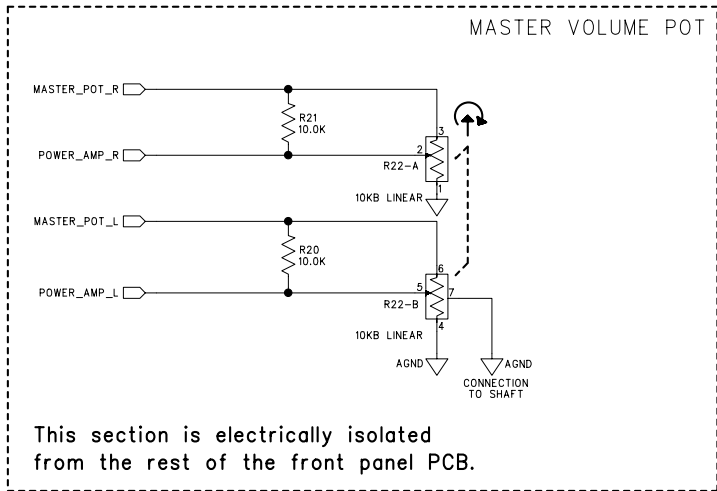 MASTER VOLUME POT
MASTER_POT_R
R21
10.0K
3
POWER_AMP_R
2
R22-A
1
10KB LINEAR
MASTER_POT_L
R20
10.0K
6
POWER_AMP_L
5
7
R22-B
4
10KB LINEAR
AGND
AGND
CONNECTION
TO SHAFT
This section is electrically isolated
from the rest of the front panel PCB.